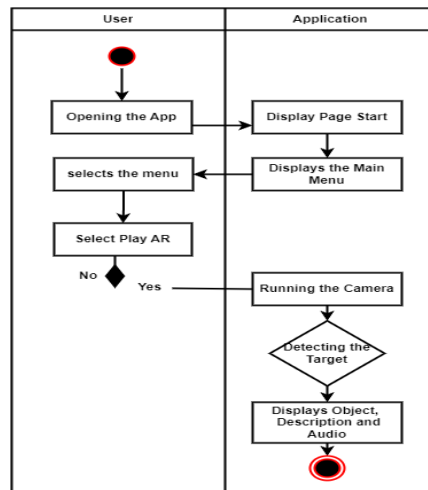 User
Application
Opening the App
Display Page Start
selects the menu
Displays the Main
Menu
Select Play AR
No
Yes
Running the Camera
Detecting the
Target
Displays Object,
Description and
Audio